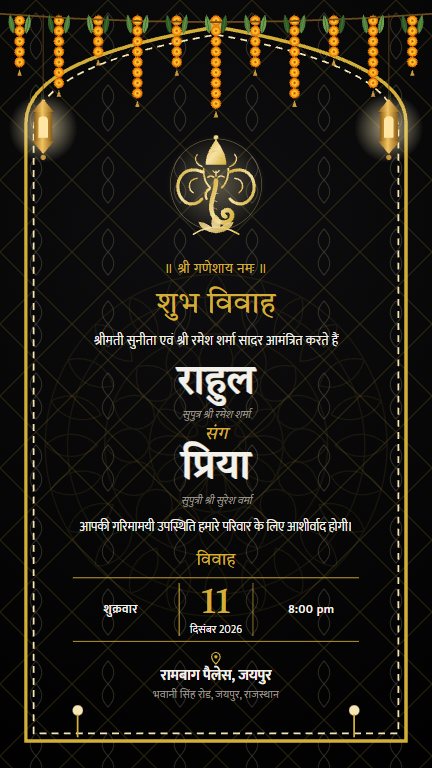 ॥ श्री गणेशाय नमः ॥
शुभ विवाह
श्रीमती सुनीता एवं श्री रमेश शर्मा सादर आमंत्रित करते हैं
राहुल
सुपुत्र श्री रमेश शर्मा
संग
प्रिया
सुपुत्री श्री सुरेश वर्मा
आपकी गरिमामयी उपस्थिति हमारे परिवार के लिए आशीर्वाद होगी।
विवाह
शुक्रवार
11
दिसंबर 2026
8:00 pm
रामबाग पैलेस, जयपुर
भवानी सिंह रोड, जयपुर, राजस्थान